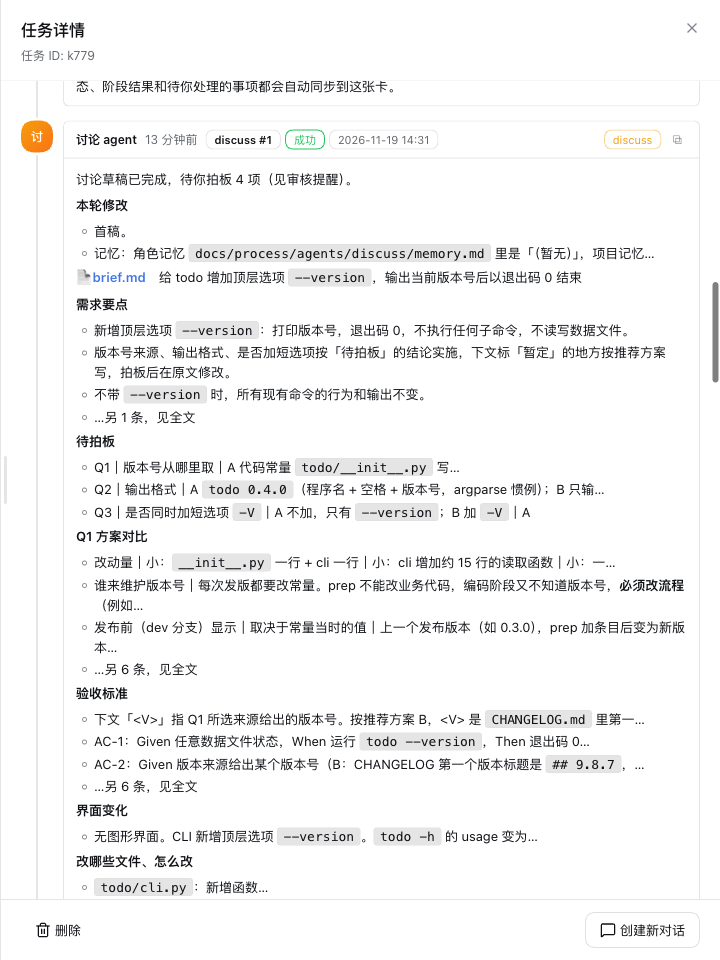 任务详情
任务 ID: k779
态、阶段结果和待你处理的事项都会自动同步到这张卡。
讨
讨论 agent 13 分钟前 discuss #1 成功 2026-11-19 14:31 discuss
讨论草稿已完成，待你拍板 4 项（见审核提醒）。
本轮修改
首稿。
记忆：角色记忆 docs/process/agents/discuss/memory.md 里是「（暂无）」，项目记忆…
brief.md 给 todo 增加顶层选项 --version，输出当前版本号后以退出码 0 结束
需求要点
新增顶层选项 --version：打印版本号，退出码 0，不执行任何子命令，不读写数据文件。
版本号来源、输出格式、是否加短选项按「待拍板」的结论实施，下文标「暂定」的地方按推荐方案
写，拍板后在原文修改。
不带 --version 时，所有现有命令的行为和输出不变。
…另 1 条，见全文
待拍板
Q1 | 版本号从哪里取 | A 代码常量 todo/__init__.py 写…
Q2 | 输出格式 | A todo 0.4.0（程序名 + 空格 + 版本号，argparse 惯例）；B 只输…
Q3 | 是否同时加短选项 -V | A 不加，只有 --version；B 加 -V | A
Q1 方案对比
改动量 | 小：__init__.py 一行 + cli 一行 | 小：cli 增加约 15 行的读取函数 | 小：一…
谁来维护版本号 | 每次发版都要改常量。prep 不能改业务代码，编码阶段又不知道版本号，必须改流程
（例如…
发布前（dev 分支）显示 | 取决于常量当时的值 | 上一个发布版本（如 0.3.0），prep 加条目后变为新版
本…
…另 6 条，见全文
验收标准
下文「<V>」指 Q1 所选来源给出的版本号。按推荐方案 B，<V> 是 CHANGELOG.md 里第一…
AC-1：Given 任意数据文件状态，When 运行 todo --version，Then 退出码 0…
AC-2：Given 版本来源给出某个版本号（B：CHANGELOG 第一个版本标题是 ## 9.8.7，…
…另 6 条，见全文
界面变化
无图形界面。CLI 新增顶层选项 --version。todo -h 的 usage 变为…
改哪些文件、怎么改
todo/cli.py：新增函数…
删除
创建新对话